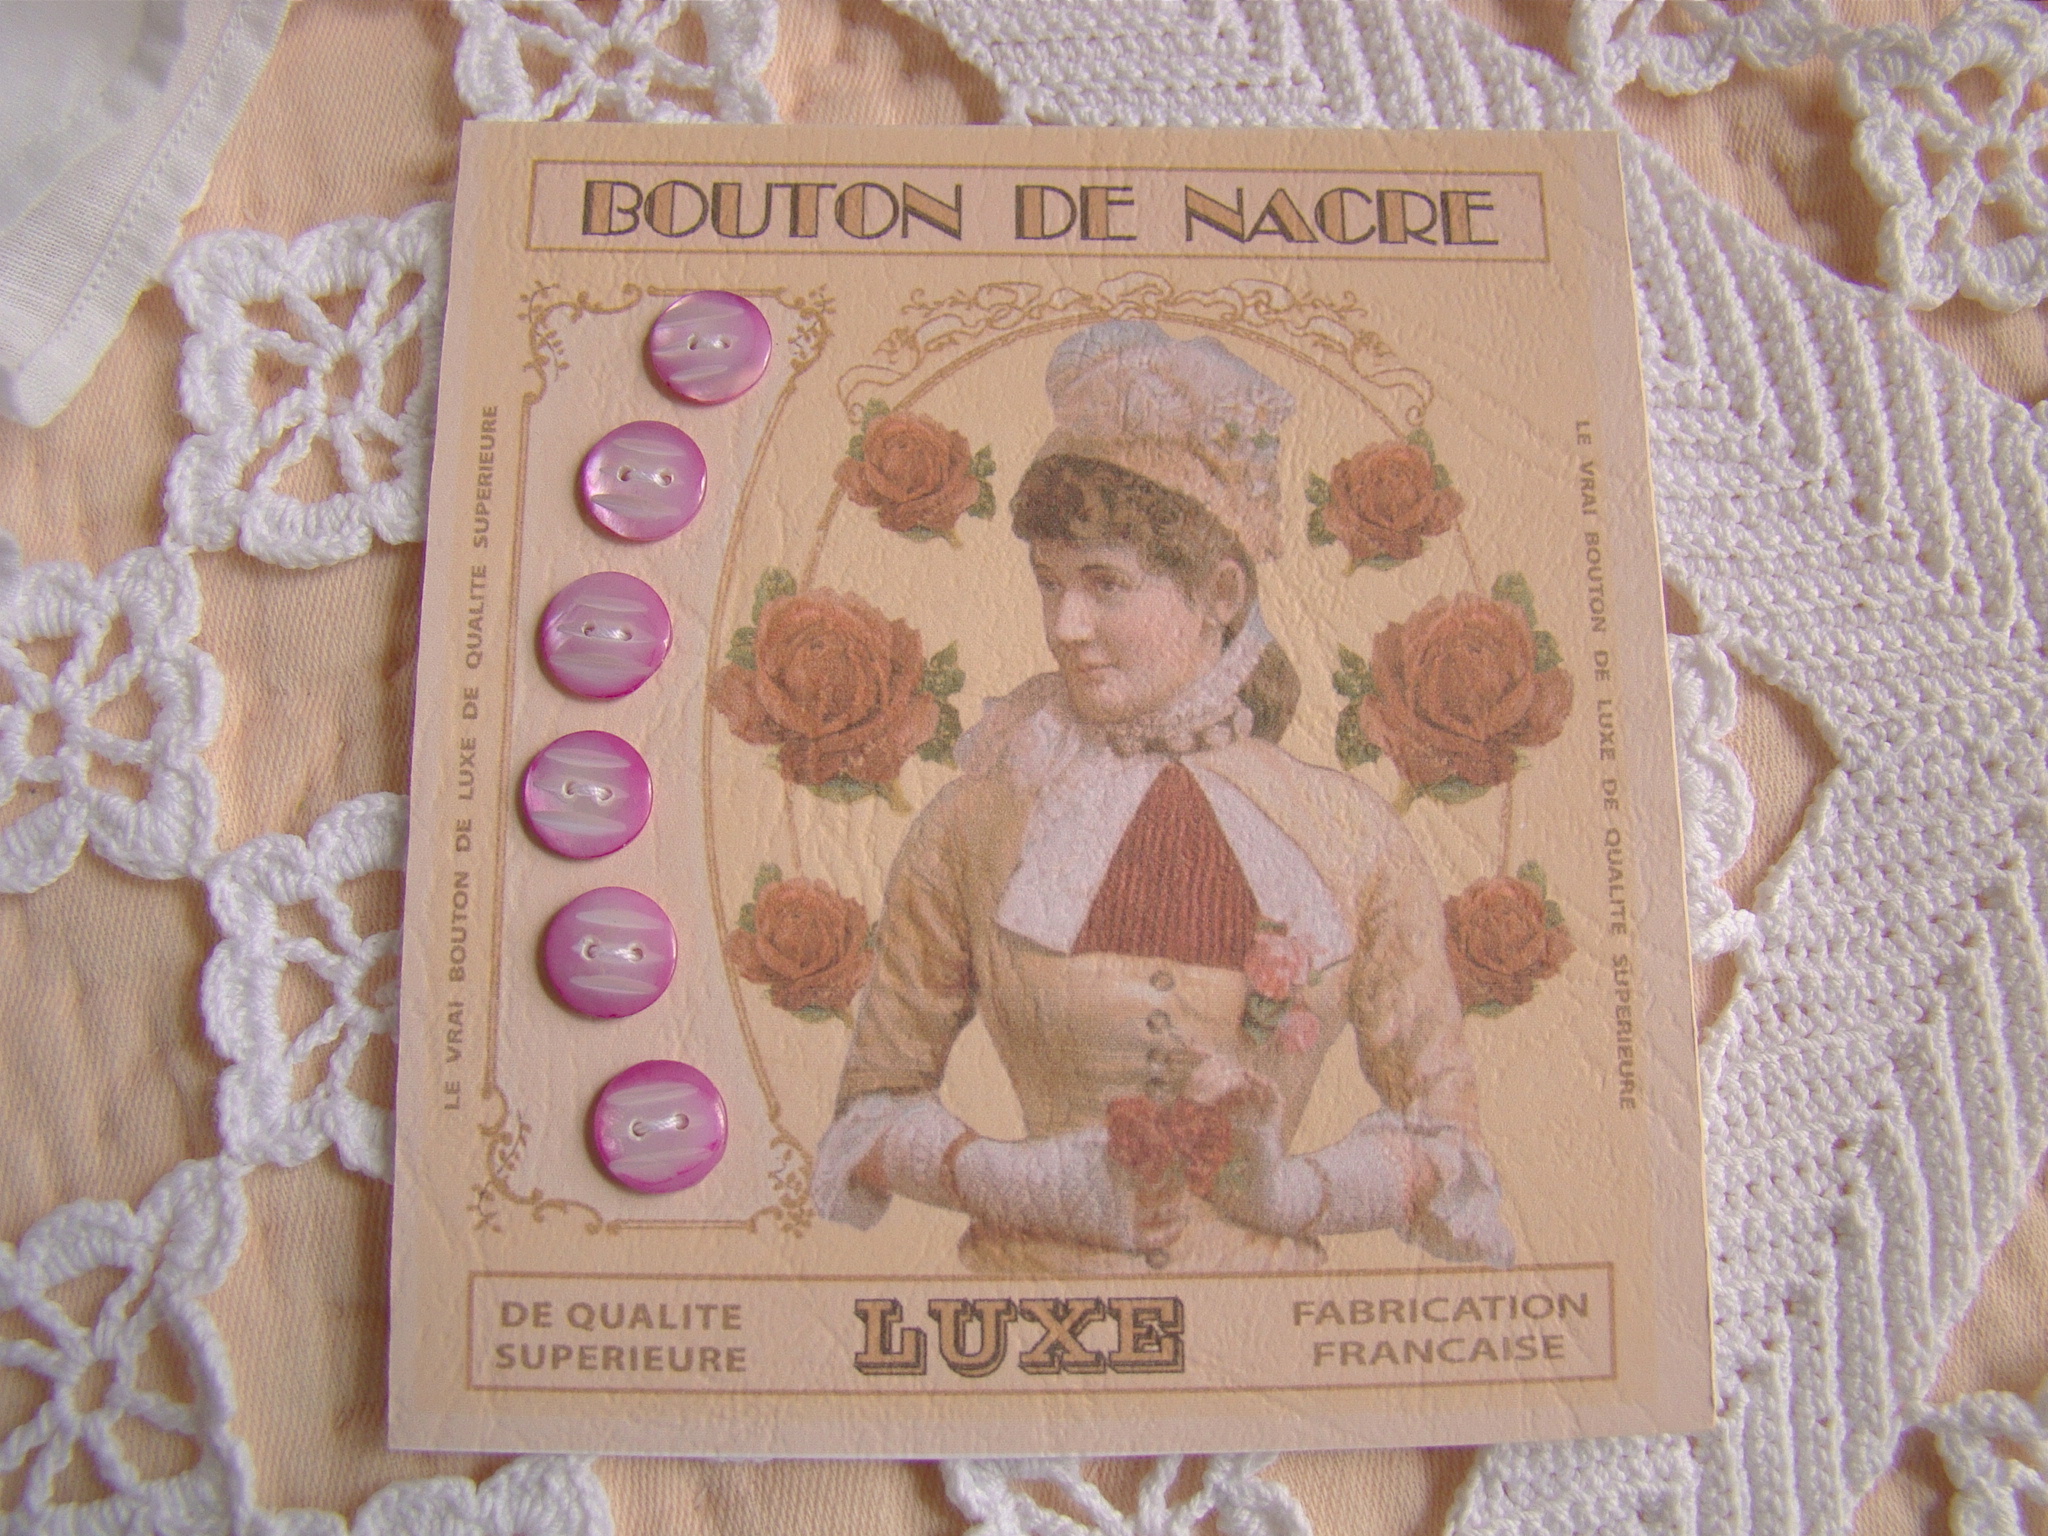 BOUTON DE NACRE
LE VRAI BOUTON DE LUXE DE QUALITE SUPERIEURE
LE VRAI BOUTON DE LUXE DE QUALITE SUPERIEURE
DE QUALITE
SUPERIEURE
LUXE
FABRICATION
FRANCAISE